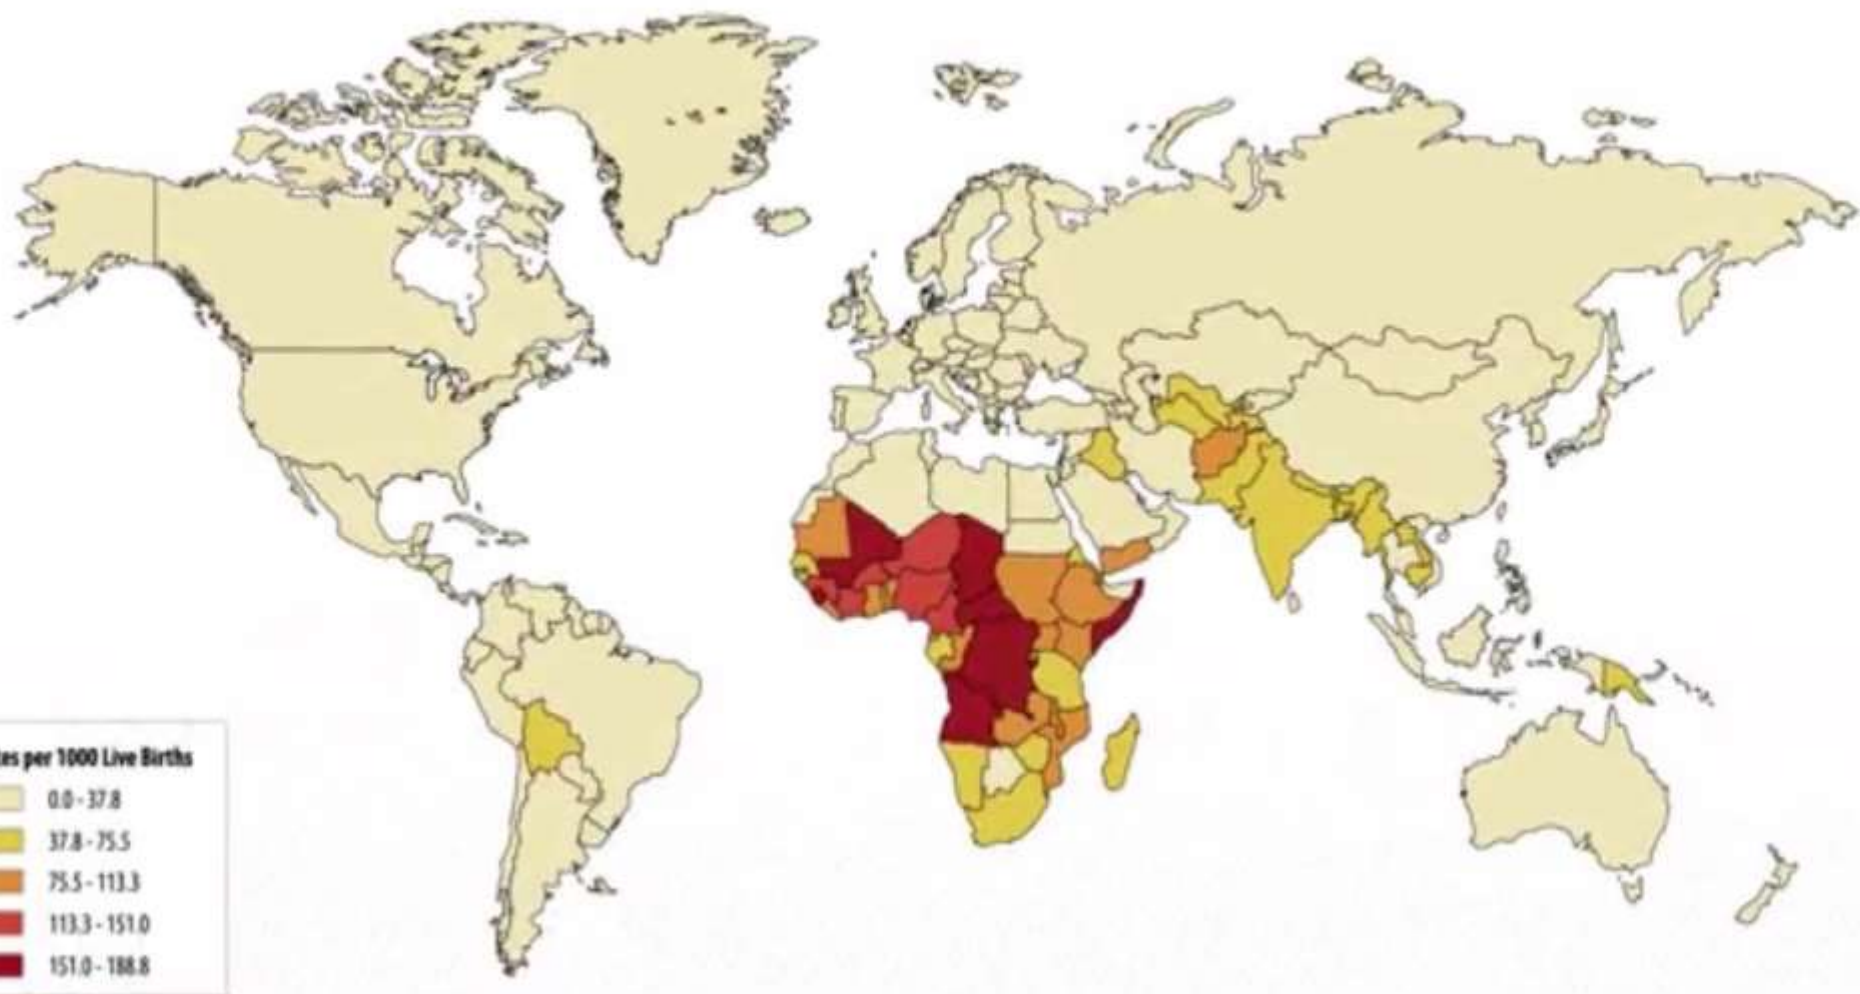 tes per 1000 Live Births
0.0 - 37.8
37.8 - 75.5
75.5 - 113.3
113.3 - 151.0
151.0 - 188.8